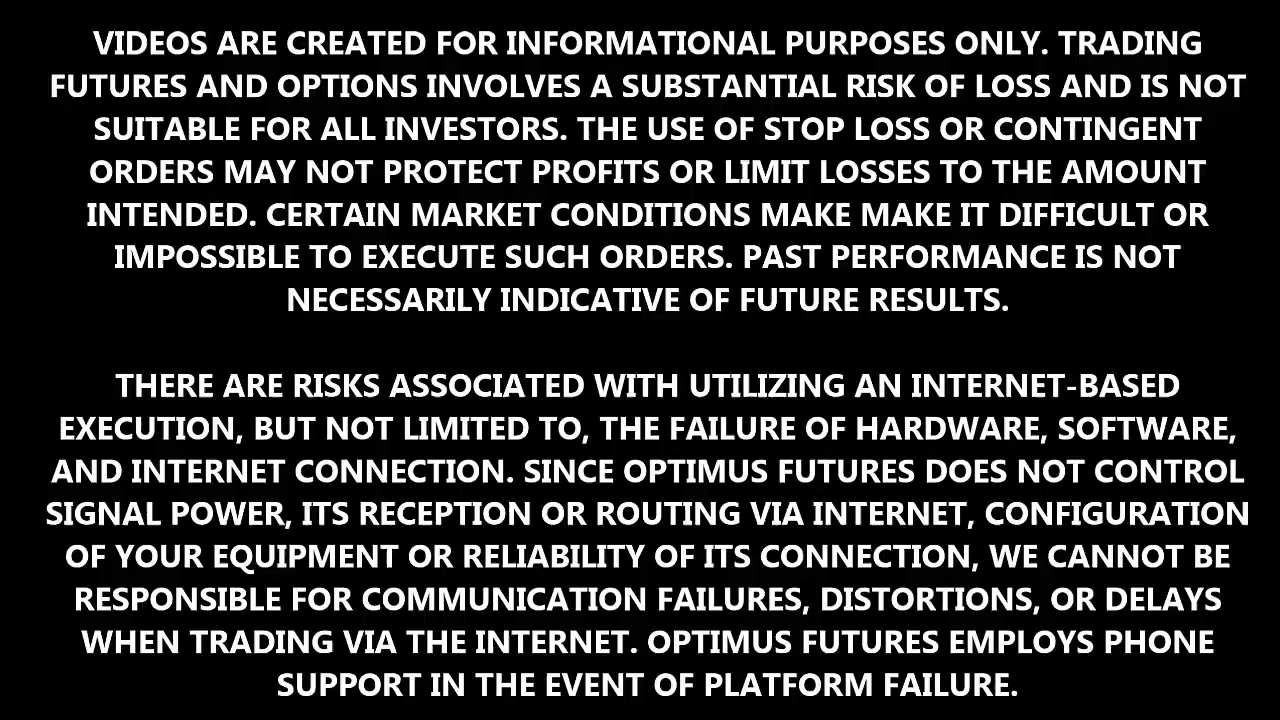 VIDEOS ARE CREATED FOR INFORMATIONAL PURPOSES ONLY. TRADING
FUTURES AND OPTIONS INVOLVES A SUBSTANTIAL RISK OF LOSS AND IS NOT
SUITABLE FOR ALL INVESTORS. THE USE OF STOP LOSS OR CONTINGENT
ORDERS MAY NOT PROTECT PROFITS OR LIMIT LOSSES TO THE AMOUNT
INTENDED. CERTAIN MARKET CONDITIONS MAKE MAKE IT DIFFICULT OR
IMPOSSIBLE TO EXECUTE SUCH ORDERS. PAST PERFORMANCE IS NOT
NECESSARILY INDICATIVE OF FUTURE RESULTS.
THERE ARE RISKS ASSOCIATED WITH UTILIZING AN INTERNET-BASED
EXECUTION, BUT NOT LIMITED TO, THE FAILURE OF HARDWARE, SOFTWARE,
AND INTERNET CONNECTION. SINCE OPTIMUS FUTURES DOES NOT CONTROL
SIGNAL POWER, ITS RECEPTION OR ROUTING VIA INTERNET, CONFIGURATION
OF YOUR EQUIPMENT OR RELIABILITY OF ITS CONNECTION, WE CANNOT BE
RESPONSIBLE FOR COMMUNICATION FAILURES, DISTORTIONS, OR DELAYS
WHEN TRADING VIA THE INTERNET. OPTIMUS FUTURES EMPLOYS PHONE
SUPPORT IN THE EVENT OF PLATFORM FAILURE.